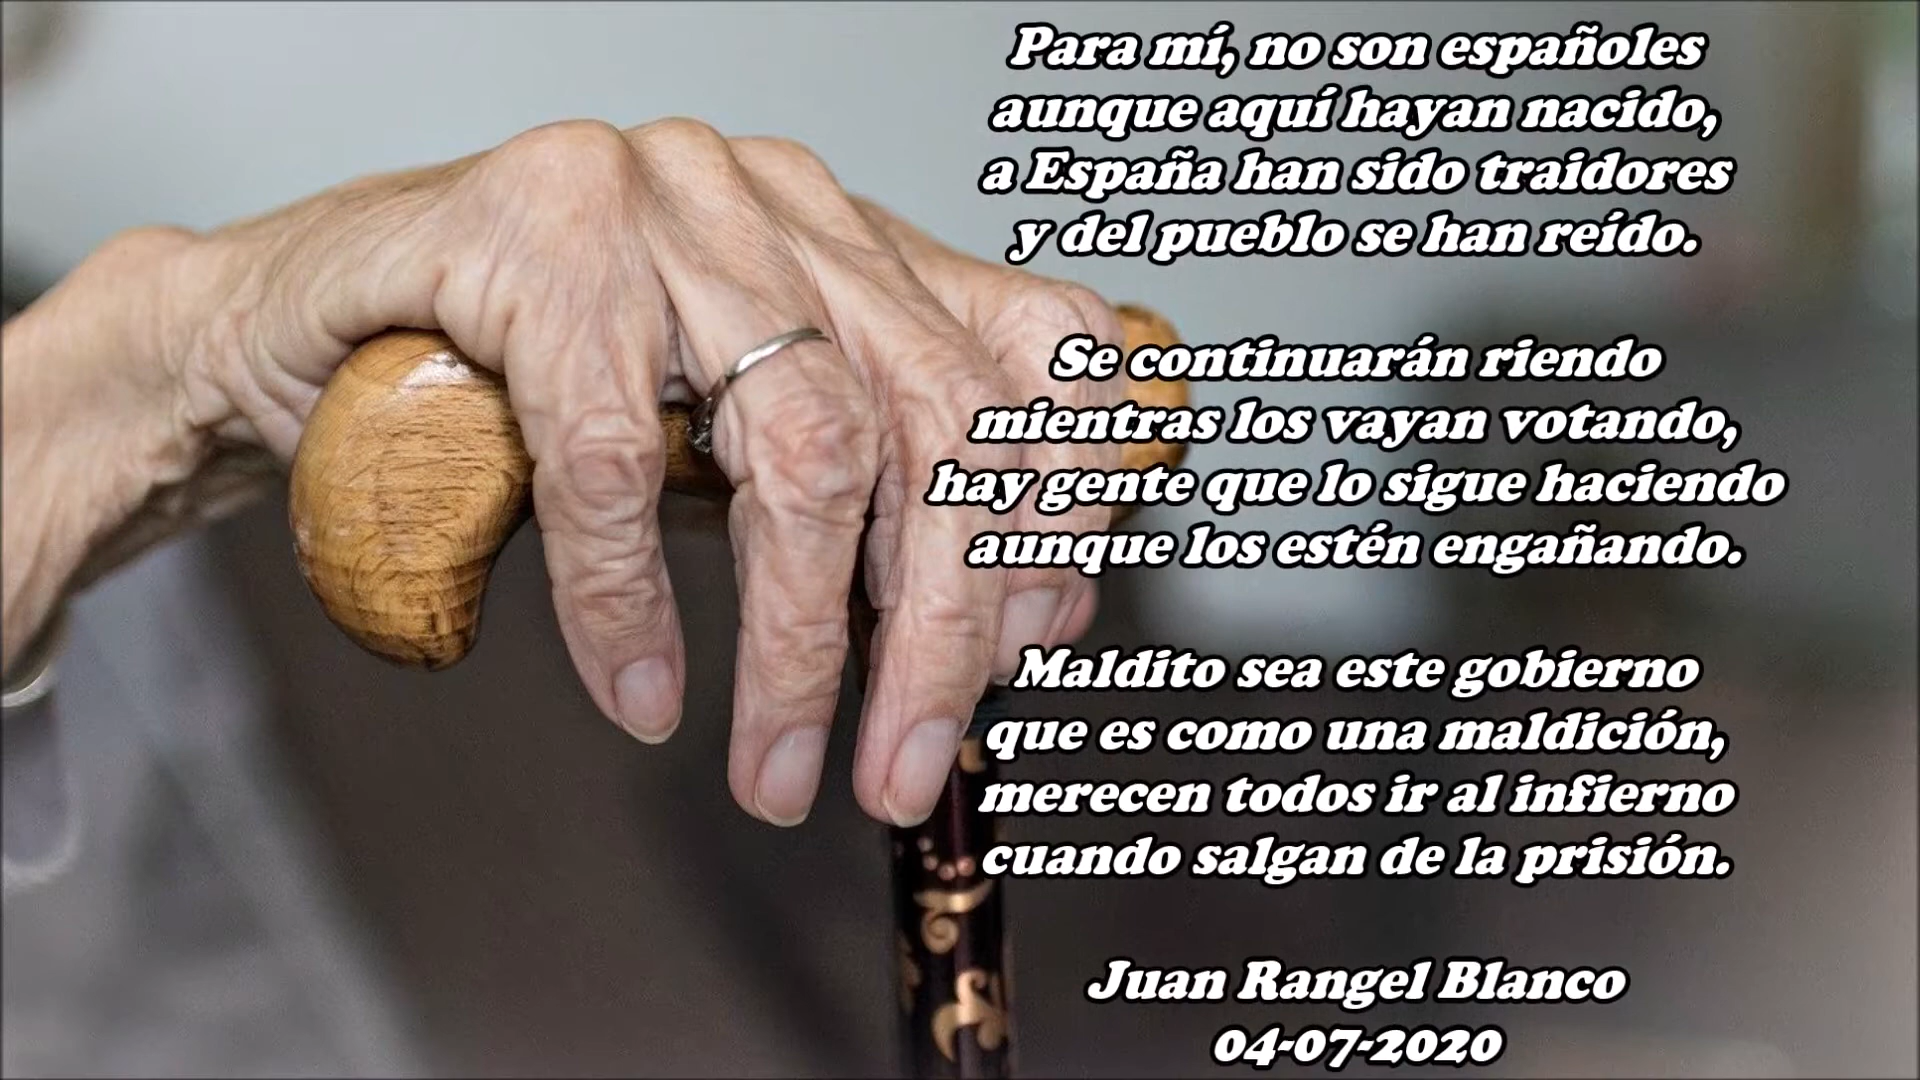 Para mí, no son españoles
aunque aquí hayan nacido,
a España han sido traidores
y del pueblo se han reído.
Se continuarán riendo
mientras los vayan votando,
hay gente que lo sigue haciendo
aunque los estén engañando.
Maldito sea este gobierno
que es como una maldición,
merecen todos ir al infierno
cuando salgan de la prisión.
Juan Rangel Blanco
04-07-2020